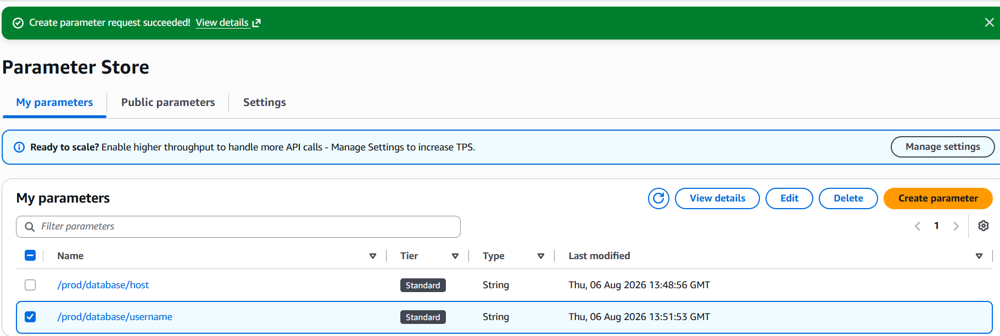 Create parameter request succeeded! View details
Parameter Store
My parameters Public parameters Settings
Ready to scale? Enable higher throughput to handle more API calls - Manage Settings to increase TPS. Manage settings
My parameters View details Edit Delete Create parameter
Filter parameters 1
Name Tier Type Last modified
/prod/database/host Standard String Thu, 06 Aug 2026 13:48:56 GMT
/prod/database/username Standard String Thu, 06 Aug 2026 13:51:53 GMT